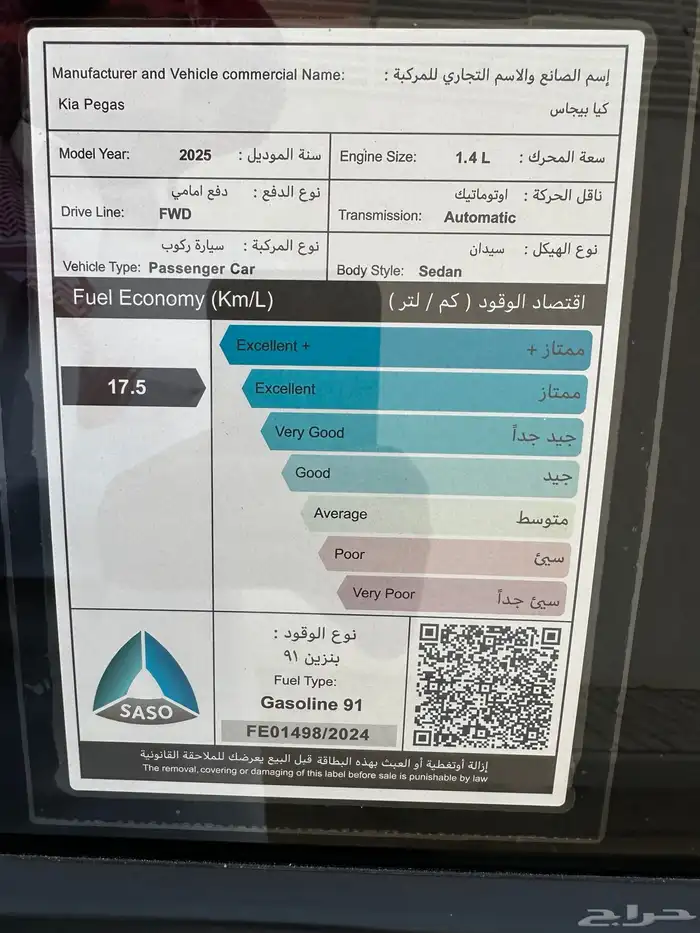 Manufacturer and Vehicle commercial Name: إسم الصانع والاسم التجاري للمركبة :
Kia Pegas كيا بيجاس
Model Year: 2025 سنة الموديل :
Engine Size: 1.4 L سعة المحرك :
نوع الدفع : دفع امامي
Drive Line: FWD
ناقل الحركة : اوتوماتيك
Transmission: Automatic
نوع المركبة : سيارة ركوب
Vehicle Type: Passenger Car
نوع الهيكل : سيدان
Body Style: Sedan
Fuel Economy (Km/L) اقتصاد الوقود ( كم / لتر )
17.5
Excellent + ممتاز +
Excellent ممتاز
Very Good جيد جداً
Good جيد
Average متوسط
Poor سيئ
Very Poor سيئ جداً
SASO
نوع الوقود :
بنزين ٩١
Fuel Type:
Gasoline 91
FE01498/2024
إزالة أوتغطية أو العبث بهذه البطاقة قبل البيع يعرضك للملاحقة القانونية
The removal, covering or damaging of this label before sale is punishable by law
حراج